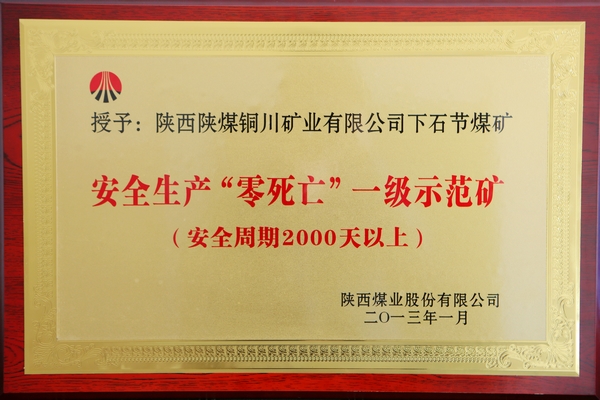 授予：陕西陕煤铜川矿业有限公司下石节煤矿
安全生产“零死亡”一级示范矿
（安全周期2000天以上）
陕西煤业股份有限公司
二〇一三年一月